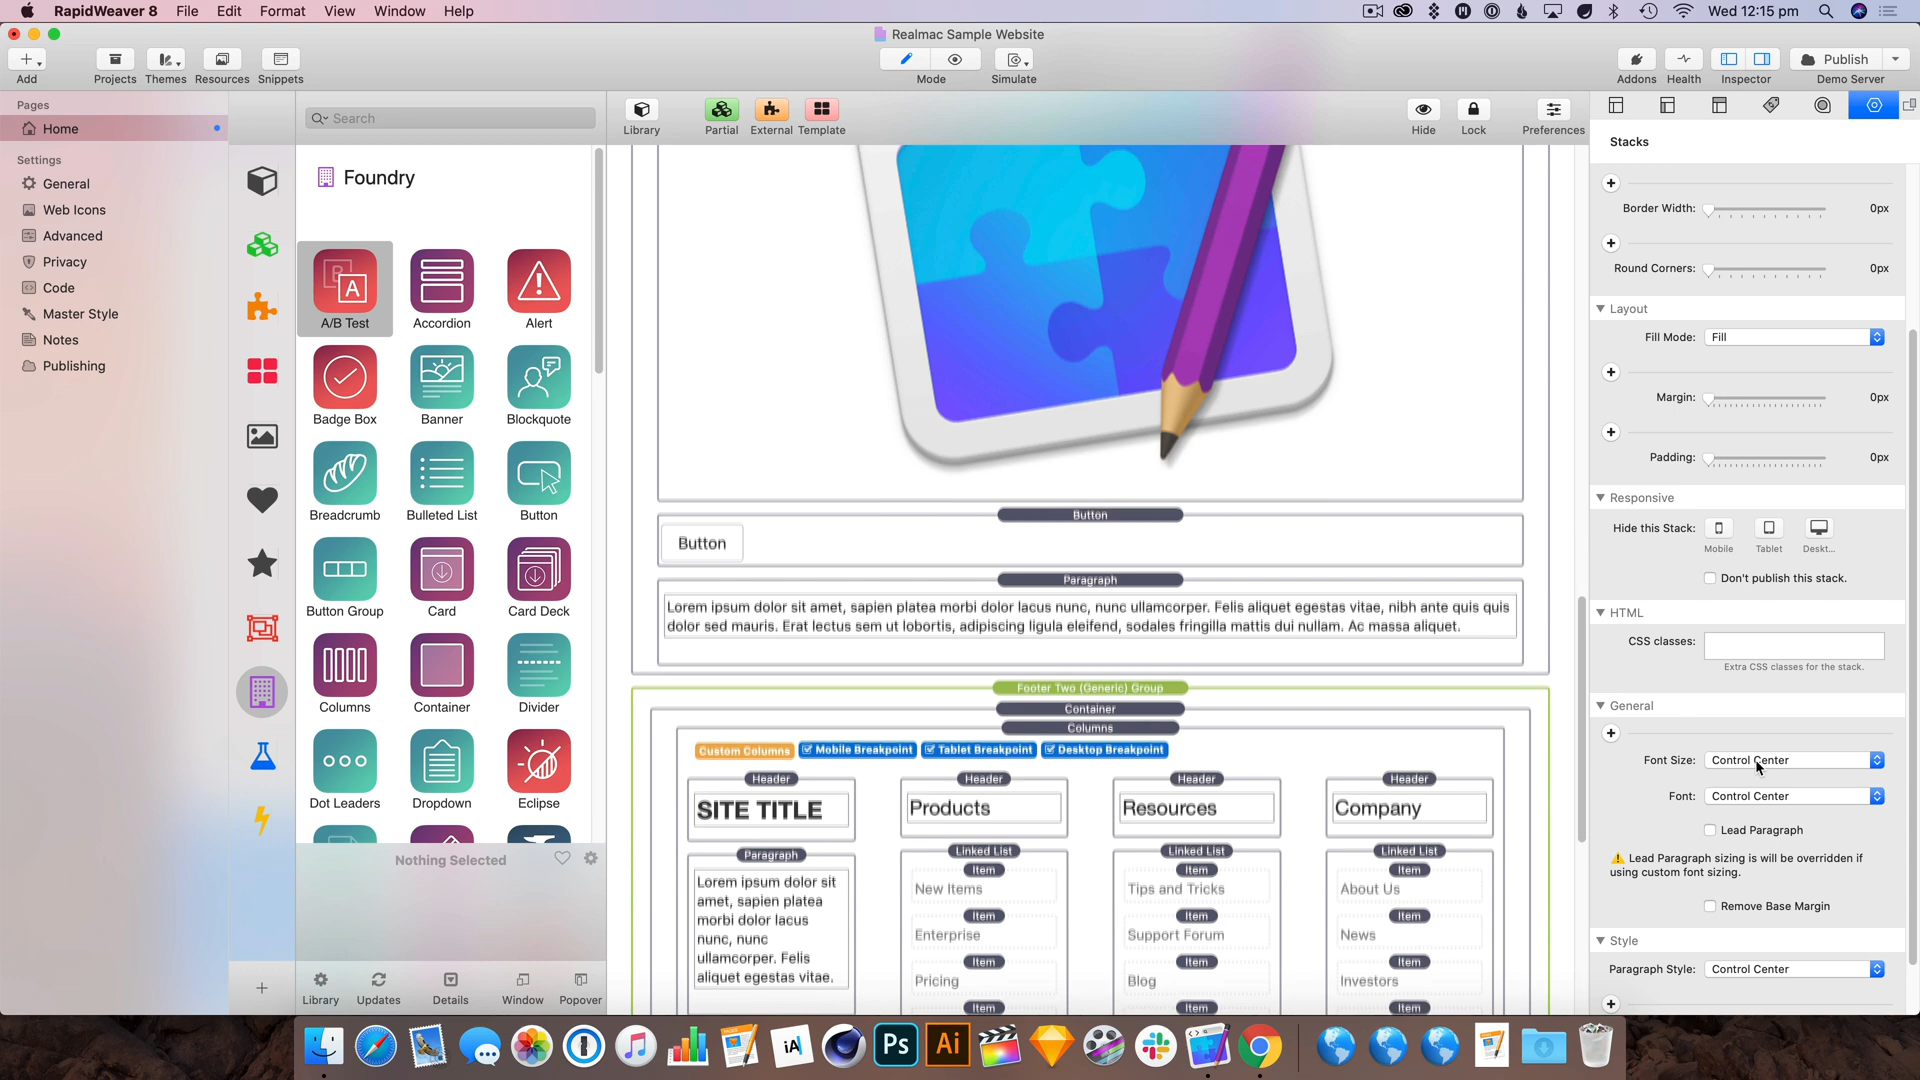 RapidWeaver 8 File Edit Format View Window Help
Wed 12:15 pm
Realmac Sample Website
Add
Projects Themes Resources Snippets
Mode
Simulate
Addons Health Inspector
Publish
Demo Server
Pages
Home
Settings
General
Web Icons
Advanced
Privacy
Code
Master Style
Notes
Publishing
Search
Foundry
A/B Test Accordion Alert
Badge Box Banner Blockquote
Breadcrumb Bulleted List Button
Button Group Card Card Deck
Columns Container Divider
Dot Leaders Dropdown Eclipse
Nothing Selected
Library Updates Details Window Popover
Library
Partial External Template
Hide Lock Preferences
Button
Button
Paragraph
Lorem ipsum dolor sit amet, sapien platea morbi dolor lacus nunc, nunc ullamcorper. Felis aliquet egestas vitae, nibh ante quis quis
dolor sed mauris. Erat lectus sem ut lobortis, adipiscing ligula eleifend, sodales fringilla mattis dui nullam. Ac massa aliquet.
Footer Two (Generic) Group
Container
Columns
Custom Columns Mobile Breakpoint Tablet Breakpoint Desktop Breakpoint
Header Header Header Header
SITE TITLE Products Resources Company
Paragraph
Lorem ipsum dolor sit
amet, sapien platea
morbi dolor lacus
nunc, nunc
ullamcorper. Felis
aliquet egestas vitae.
Linked List Linked List Linked List
Item Item Item
New Items Tips and Tricks About Us
Item Item Item
Enterprise Support Forum News
Item Item Item
Pricing Blog Investors
Item Item Item
Stacks
Border Width: 0px
Round Corners: 0px
Layout
Fill Mode: Fill
Margin: 0px
Padding: 0px
Responsive
Hide this Stack:
Mobile Tablet Deskt...
Don't publish this stack.
HTML
CSS classes:
Extra CSS classes for the stack.
General
Font Size: Control Center
Font: Control Center
Lead Paragraph
Lead Paragraph sizing is will be overridden if
using custom font sizing.
Remove Base Margin
Style
Paragraph Style: Control Center
iA Ps Ai